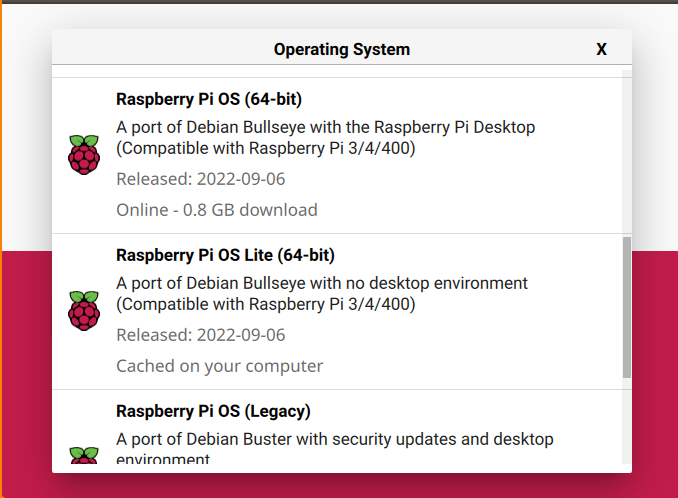 Operating System
X
Raspberry Pi OS (64-bit)
A port of Debian Bullseye with the Raspberry Pi Desktop
(Compatible with Raspberry Pi 3/4/400)
Released: 2022-09-06
Online - 0.8 GB download
Raspberry Pi OS Lite (64-bit)
A port of Debian Bullseye with no desktop environment
(Compatible with Raspberry Pi 3/4/400)
Released: 2022-09-06
Cached on your computer
Raspberry Pi OS (Legacy)
A port of Debian Buster with security updates and desktop
environment